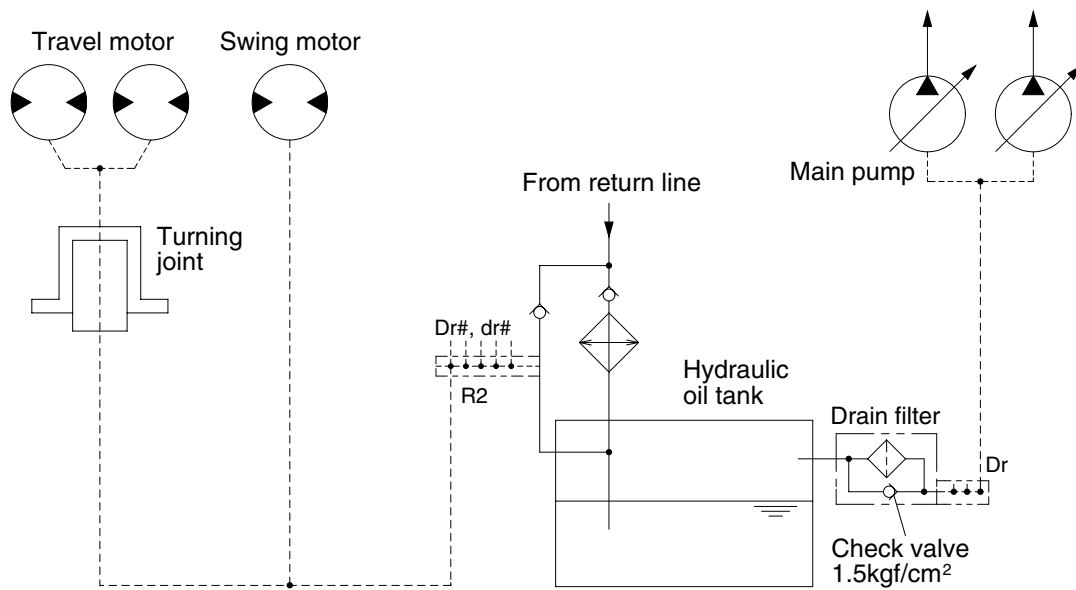 Travel motor
Swing motor
Main pump
From return line
Turning
joint
Dr#, dr#
R2
Hydraulic
oil tank
Drain filter
Dr
Check valve
1.5kgf/cm²